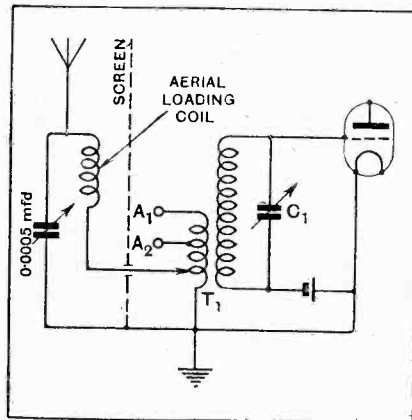 SCREEN
AERIAL
LOADING
COIL
0·0005 mfd
A1
A2
C1
T1